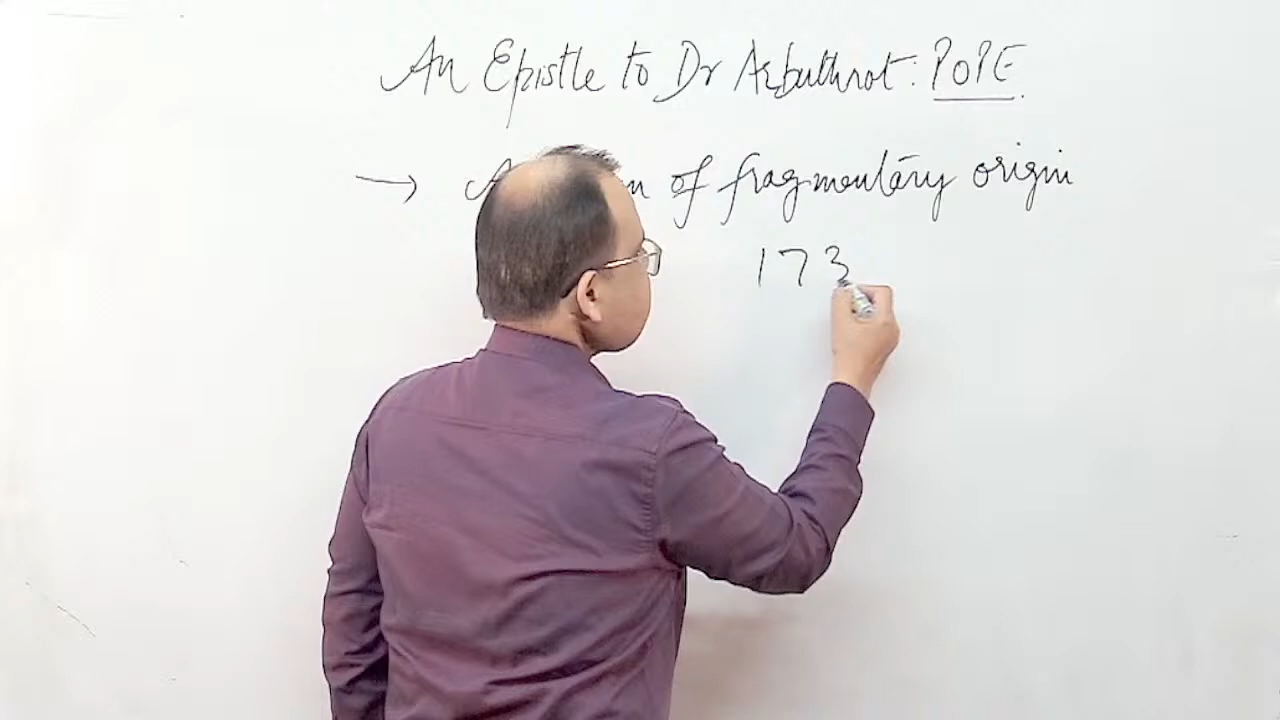 An Epistle to Dr Arbuthnot: POPE.
→ of fragmentary origin
173